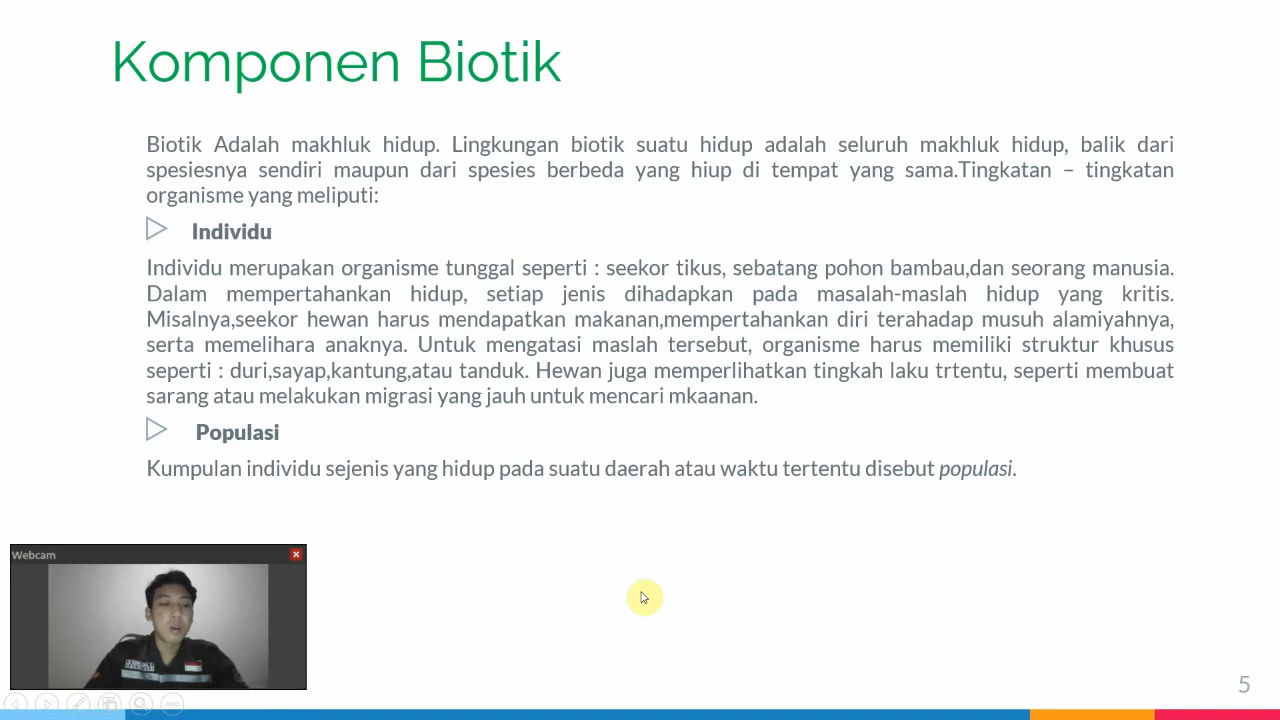 Komponen Biotik
Biotik Adalah makhluk hidup. Lingkungan biotik suatu hidup adalah seluruh makhluk hidup, balik dari
spesiesnya sendiri maupun dari spesies berbeda yang hiup di tempat yang sama.Tingkatan – tingkatan
organisme yang meliputi:
Individu
Individu merupakan organisme tunggal seperti : seekor tikus, sebatang pohon bambau,dan seorang manusia.
Dalam mempertahankan hidup, setiap jenis dihadapkan pada masalah-maslah hidup yang kritis.
Misalnya,seekor hewan harus mendapatkan makanan,mempertahankan diri terahadap musuh alamiyahnya,
serta memelihara anaknya. Untuk mengatasi maslah tersebut, organisme harus memiliki struktur khusus
seperti : duri,sayap,kantung,atau tanduk. Hewan juga memperlihatkan tingkah laku trtentu, seperti membuat
sarang atau melakukan migrasi yang jauh untuk mencari mkaanan.
Populasi
Kumpulan individu sejenis yang hidup pada suatu daerah atau waktu tertentu disebut populasi.
Webcam
5